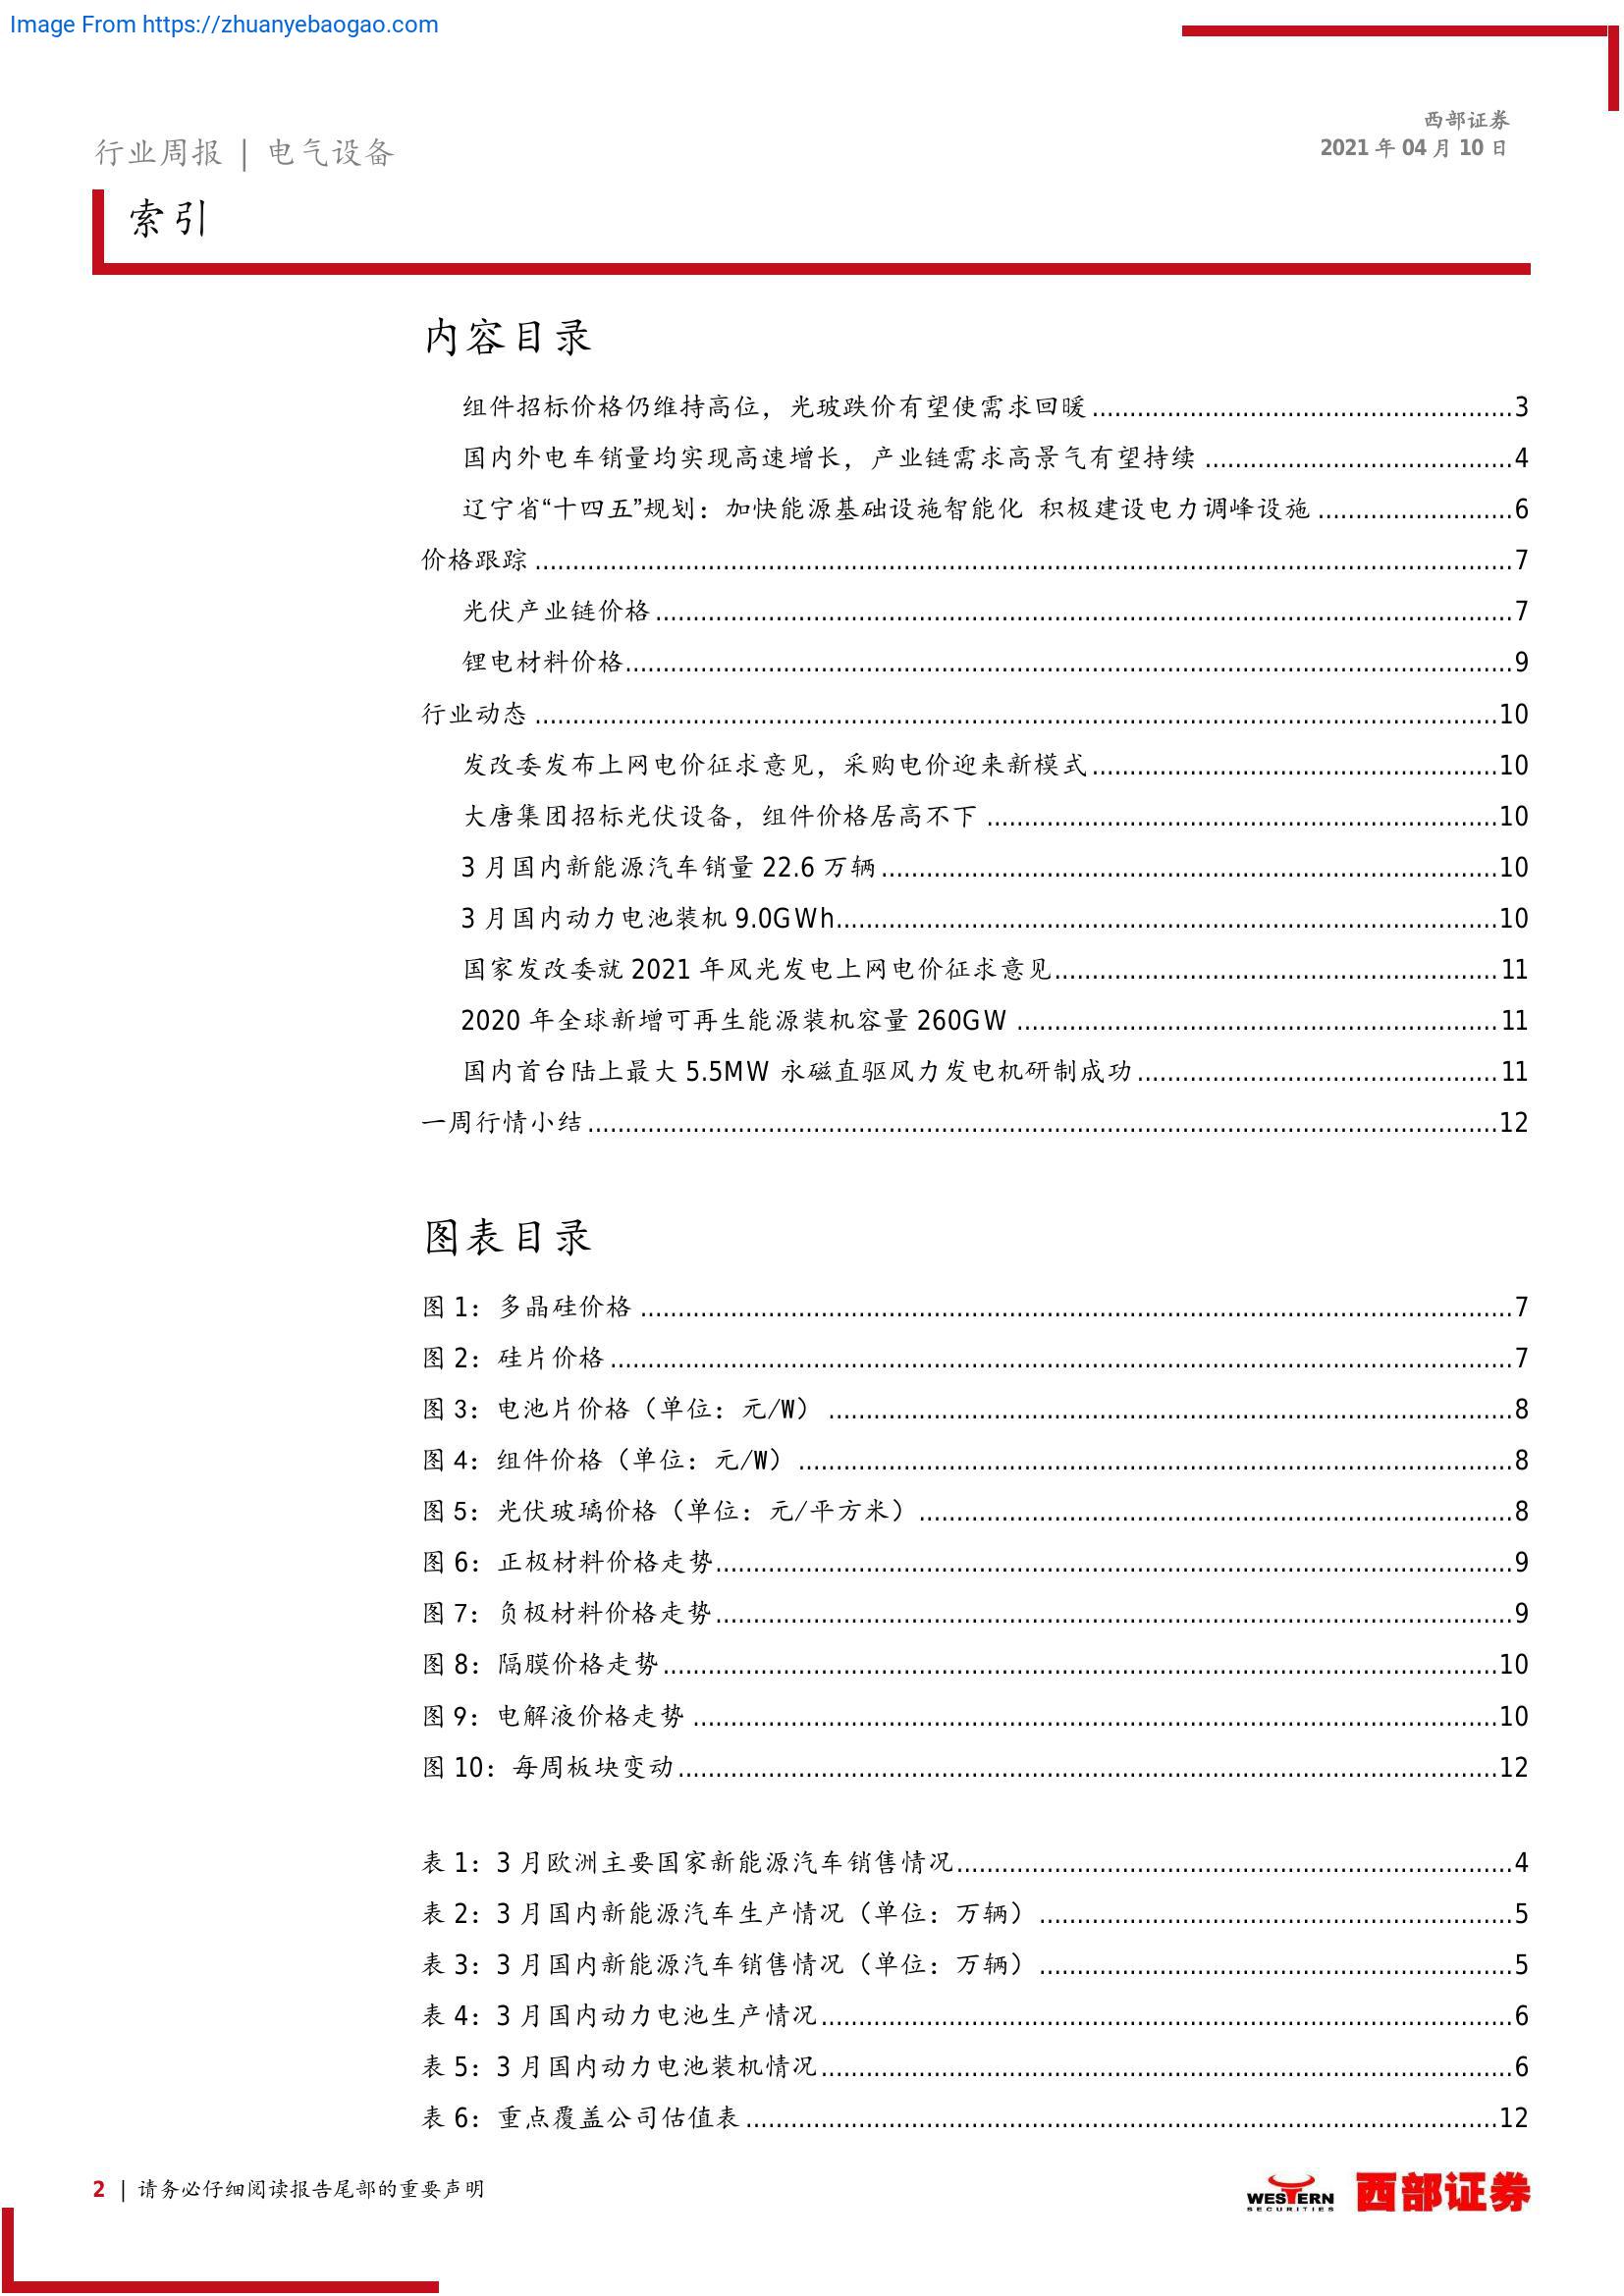 Image From https://zhuanyebaogao.com
西部证券
2021 年 04 月 10 日
行业周报 | 电气设备
索引
内容目录
组件招标价格仍维持高位，光玻跌价有望使需求回暖........................................................3
国内外电车销量均实现高速增长，产业链需求高景气有望持续 .........................................4
辽宁省“十四五”规划：加快能源基础设施智能化 积极建设电力调峰设施 ..........................6
价格跟踪 ..................................................................................................................................7
光伏产业链价格..................................................................................................................7
锂电材料价格......................................................................................................................9
行业动态 ................................................................................................................................10
发改委发布上网电价征求意见，采购电价迎来新模式......................................................10
大唐集团招标光伏设备，组件价格居高不下 ....................................................................10
3 月国内新能源汽车销量 22.6 万辆..................................................................................10
3 月国内动力电池装机 9.0GWh........................................................................................10
国家发改委就 2021 年风光发电上网电价征求意见...........................................................11
2020 年全球新增可再生能源装机容量 260GW ................................................................11
国内首台陆上最大 5.5MW 永磁直驱风力发电机研制成功................................................11
一周行情小结.........................................................................................................................12
图表目录
图 1：多晶硅价格 ....................................................................................................................7
图 2：硅片价格........................................................................................................................7
图 3：电池片价格（单位：元/W） ...........................................................................................8
图 4：组件价格（单位：元/W） ...............................................................................................8
图 5：光伏玻璃价格（单位：元/平方米）...............................................................................8
图 6：正极材料价格走势..........................................................................................................9
图 7：负极材料价格走势..........................................................................................................9
图 8：隔膜价格走势...............................................................................................................10
图 9：电解液价格走势 ...........................................................................................................10
图 10：每周板块变动.............................................................................................................12
表 1：3 月欧洲主要国家新能源汽车销售情况..........................................................................4
表 2：3 月国内新能源汽车生产情况（单位：万辆）...............................................................5
表 3：3 月国内新能源汽车销售情况（单位：万辆）...............................................................5
表 4：3 月国内动力电池生产情况............................................................................................6
表 5：3 月国内动力电池装机情况............................................................................................6
表 6：重点覆盖公司估值表....................................................................................................12
2 | 请务必仔细阅读报告尾部的重要声明
WESTERN
SECURITIES
西部证券